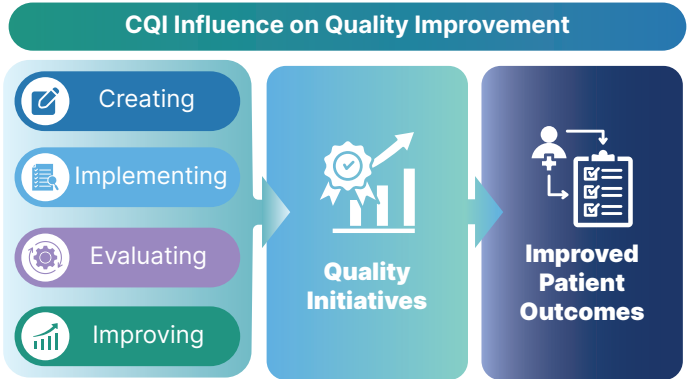 CQI Influence on Quality Improvement
Creating
Implementing
Evaluating
Improving
Quality
Initiatives
Improved
Patient
Outcomes